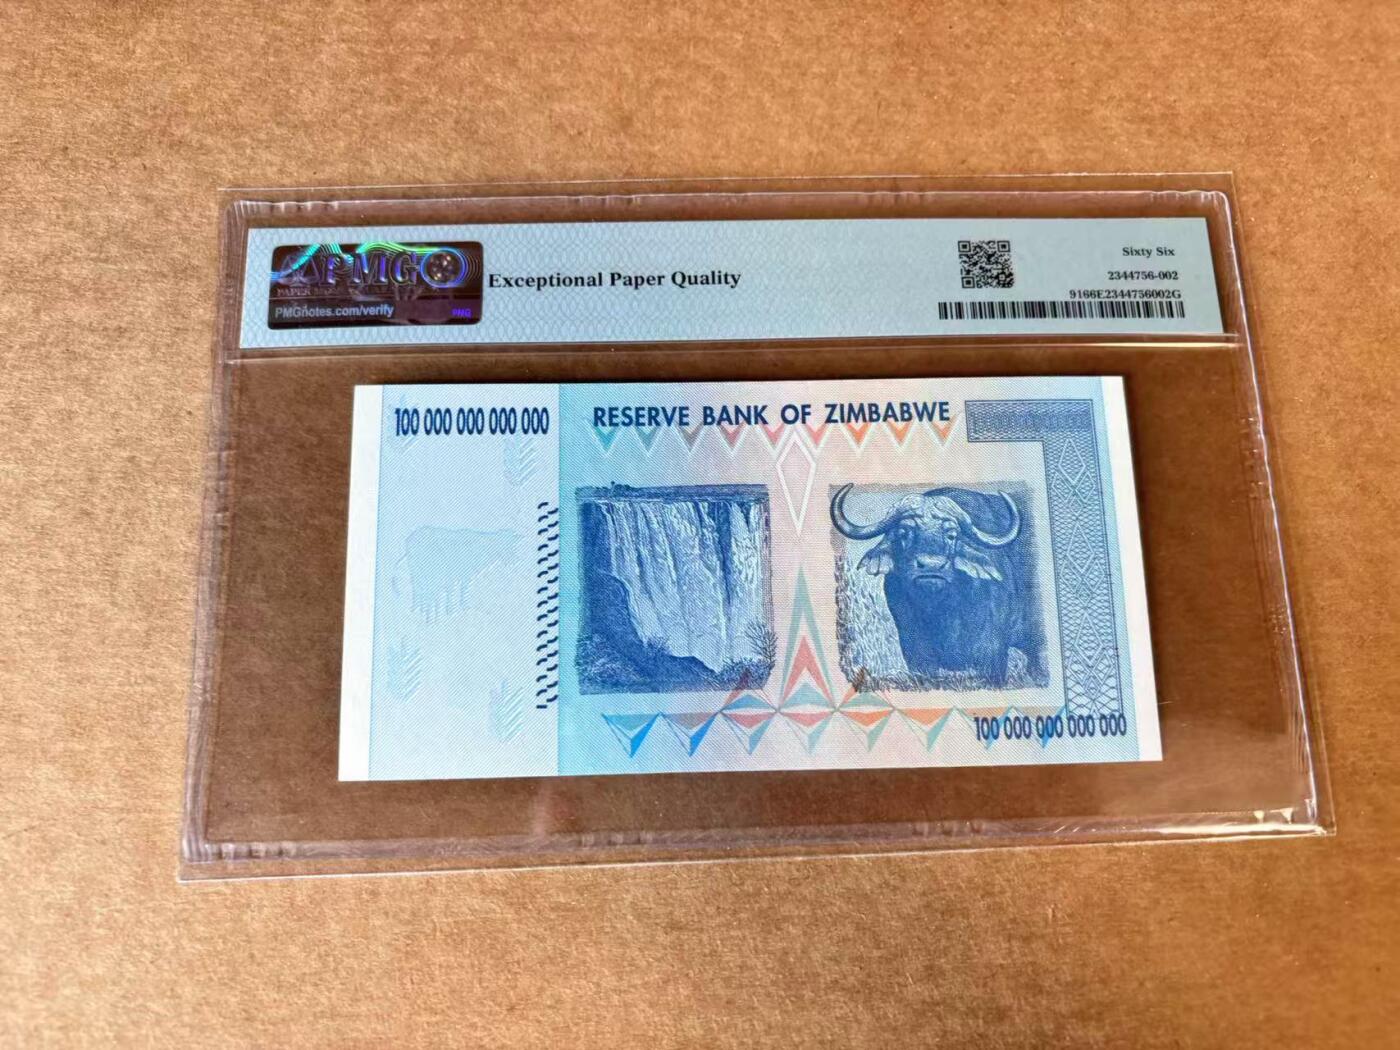 PMG
PMGnotes.com/verify
PMG
Exceptional Paper Quality
Sixty Six
2344756-002
9166E2344756002G
100 000 000 000 000
RESERVE BANK OF ZIMBABWE
100 000 000 000 000